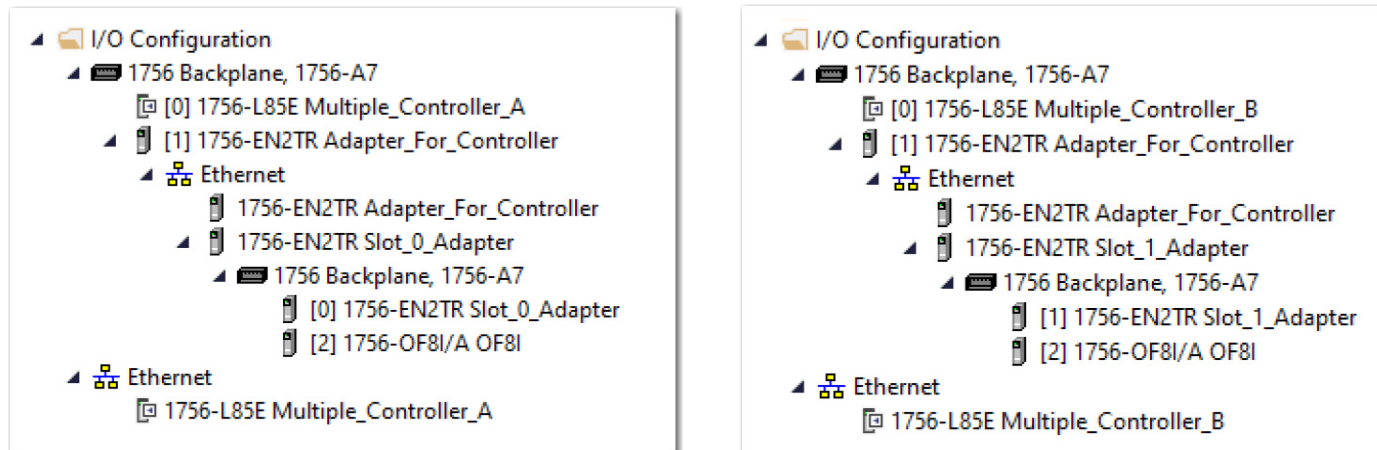 I/O Configuration
1756 Backplane, 1756-A7
[0] 1756-L85E Multiple_Controller_A
[1] 1756-EN2TR Adapter_For_Controller
Ethernet
1756-EN2TR Adapter_For_Controller
1756-EN2TR Slot_0_Adapter
1756 Backplane, 1756-A7
[0] 1756-EN2TR Slot_0_Adapter
[2] 1756-OF8I/A OF8I
Ethernet
1756-L85E Multiple_Controller_A
I/O Configuration
1756 Backplane, 1756-A7
[0] 1756-L85E Multiple_Controller_B
[1] 1756-EN2TR Adapter_For_Controller
Ethernet
1756-EN2TR Adapter_For_Controller
1756-EN2TR Slot_1_Adapter
1756 Backplane, 1756-A7
[1] 1756-EN2TR Slot_1_Adapter
[2] 1756-OF8I/A OF8I
Ethernet
1756-L85E Multiple_Controller_B